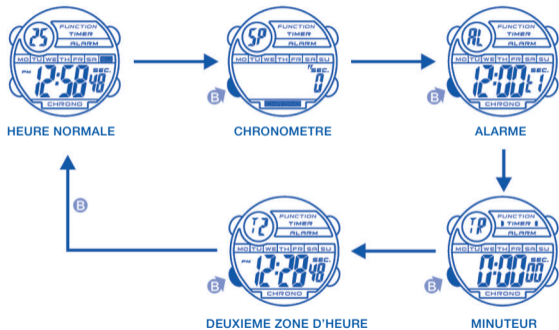 FUNCTION
TIMER
ALARM
25
MO TU WE TH FR SA
PM 12:58 48 SEC.
CHRONO
HEURE NORMALE
FUNCTION
TIMER
ALARM
SP
MO TU WE TH FR SA SU
SEC.
0
B
CHRONOMETRE
FUNCTION
TIMER
ALARM
AL
MO TU WE TH FR SA SU
12:00 t1
B
CHRONO
ALARME
FUNCTION
TIMER
ALARM
TR
MO TU WE TH FR SA SU
0:00 00 SEC.
B
CHRONO
MINUTEUR
FUNCTION
TIMER
ALARM
T2
MO TU WE TH FR SA SU
PM 12:28 48 SEC.
B
CHRONO
DEUXIEME ZONE D'HEURE
B